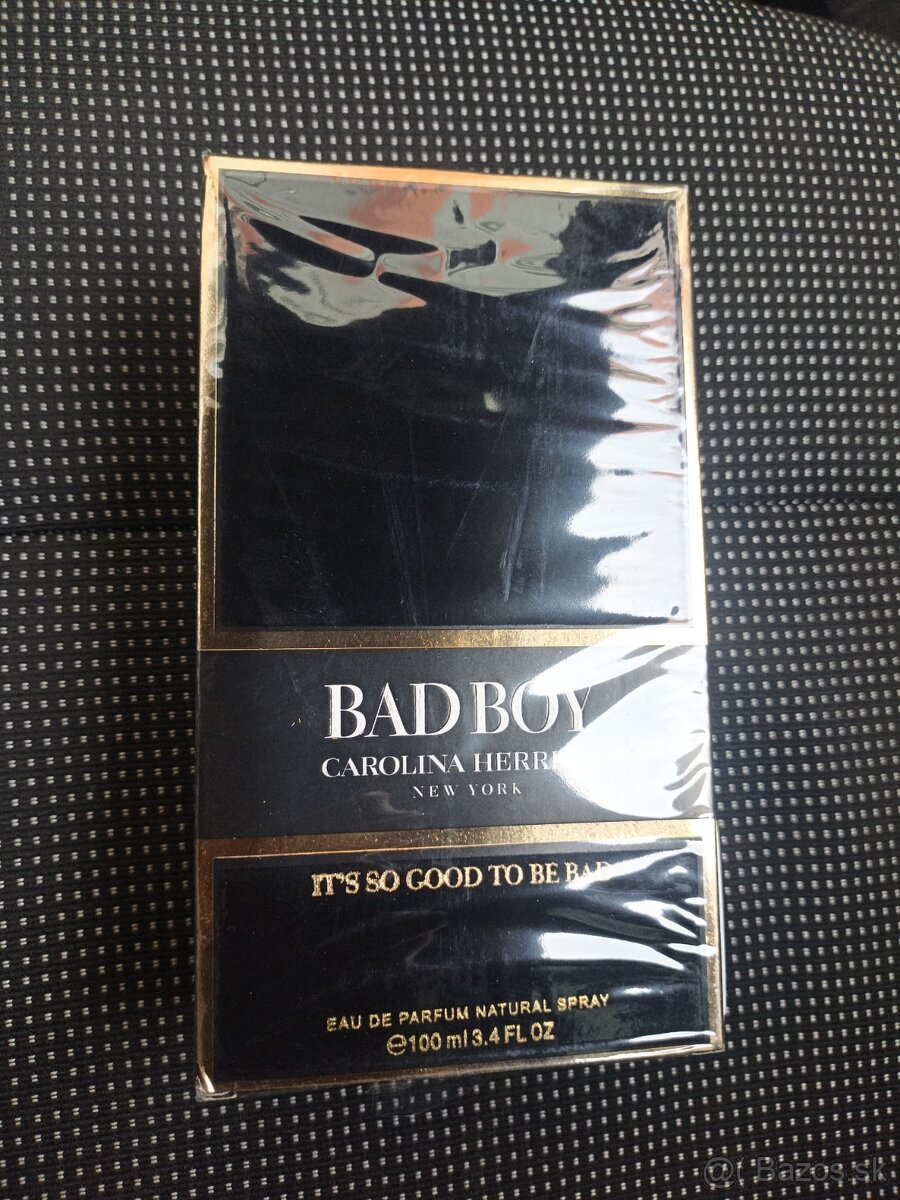 BAD BOY
CAROLINA
NEW YORK
IT'S SO GOOD TO BE BAD
EAU DE PARFUM NATURAL SPRAY
℮100 ml 3.4 FL OZ
@( Bazos.sk